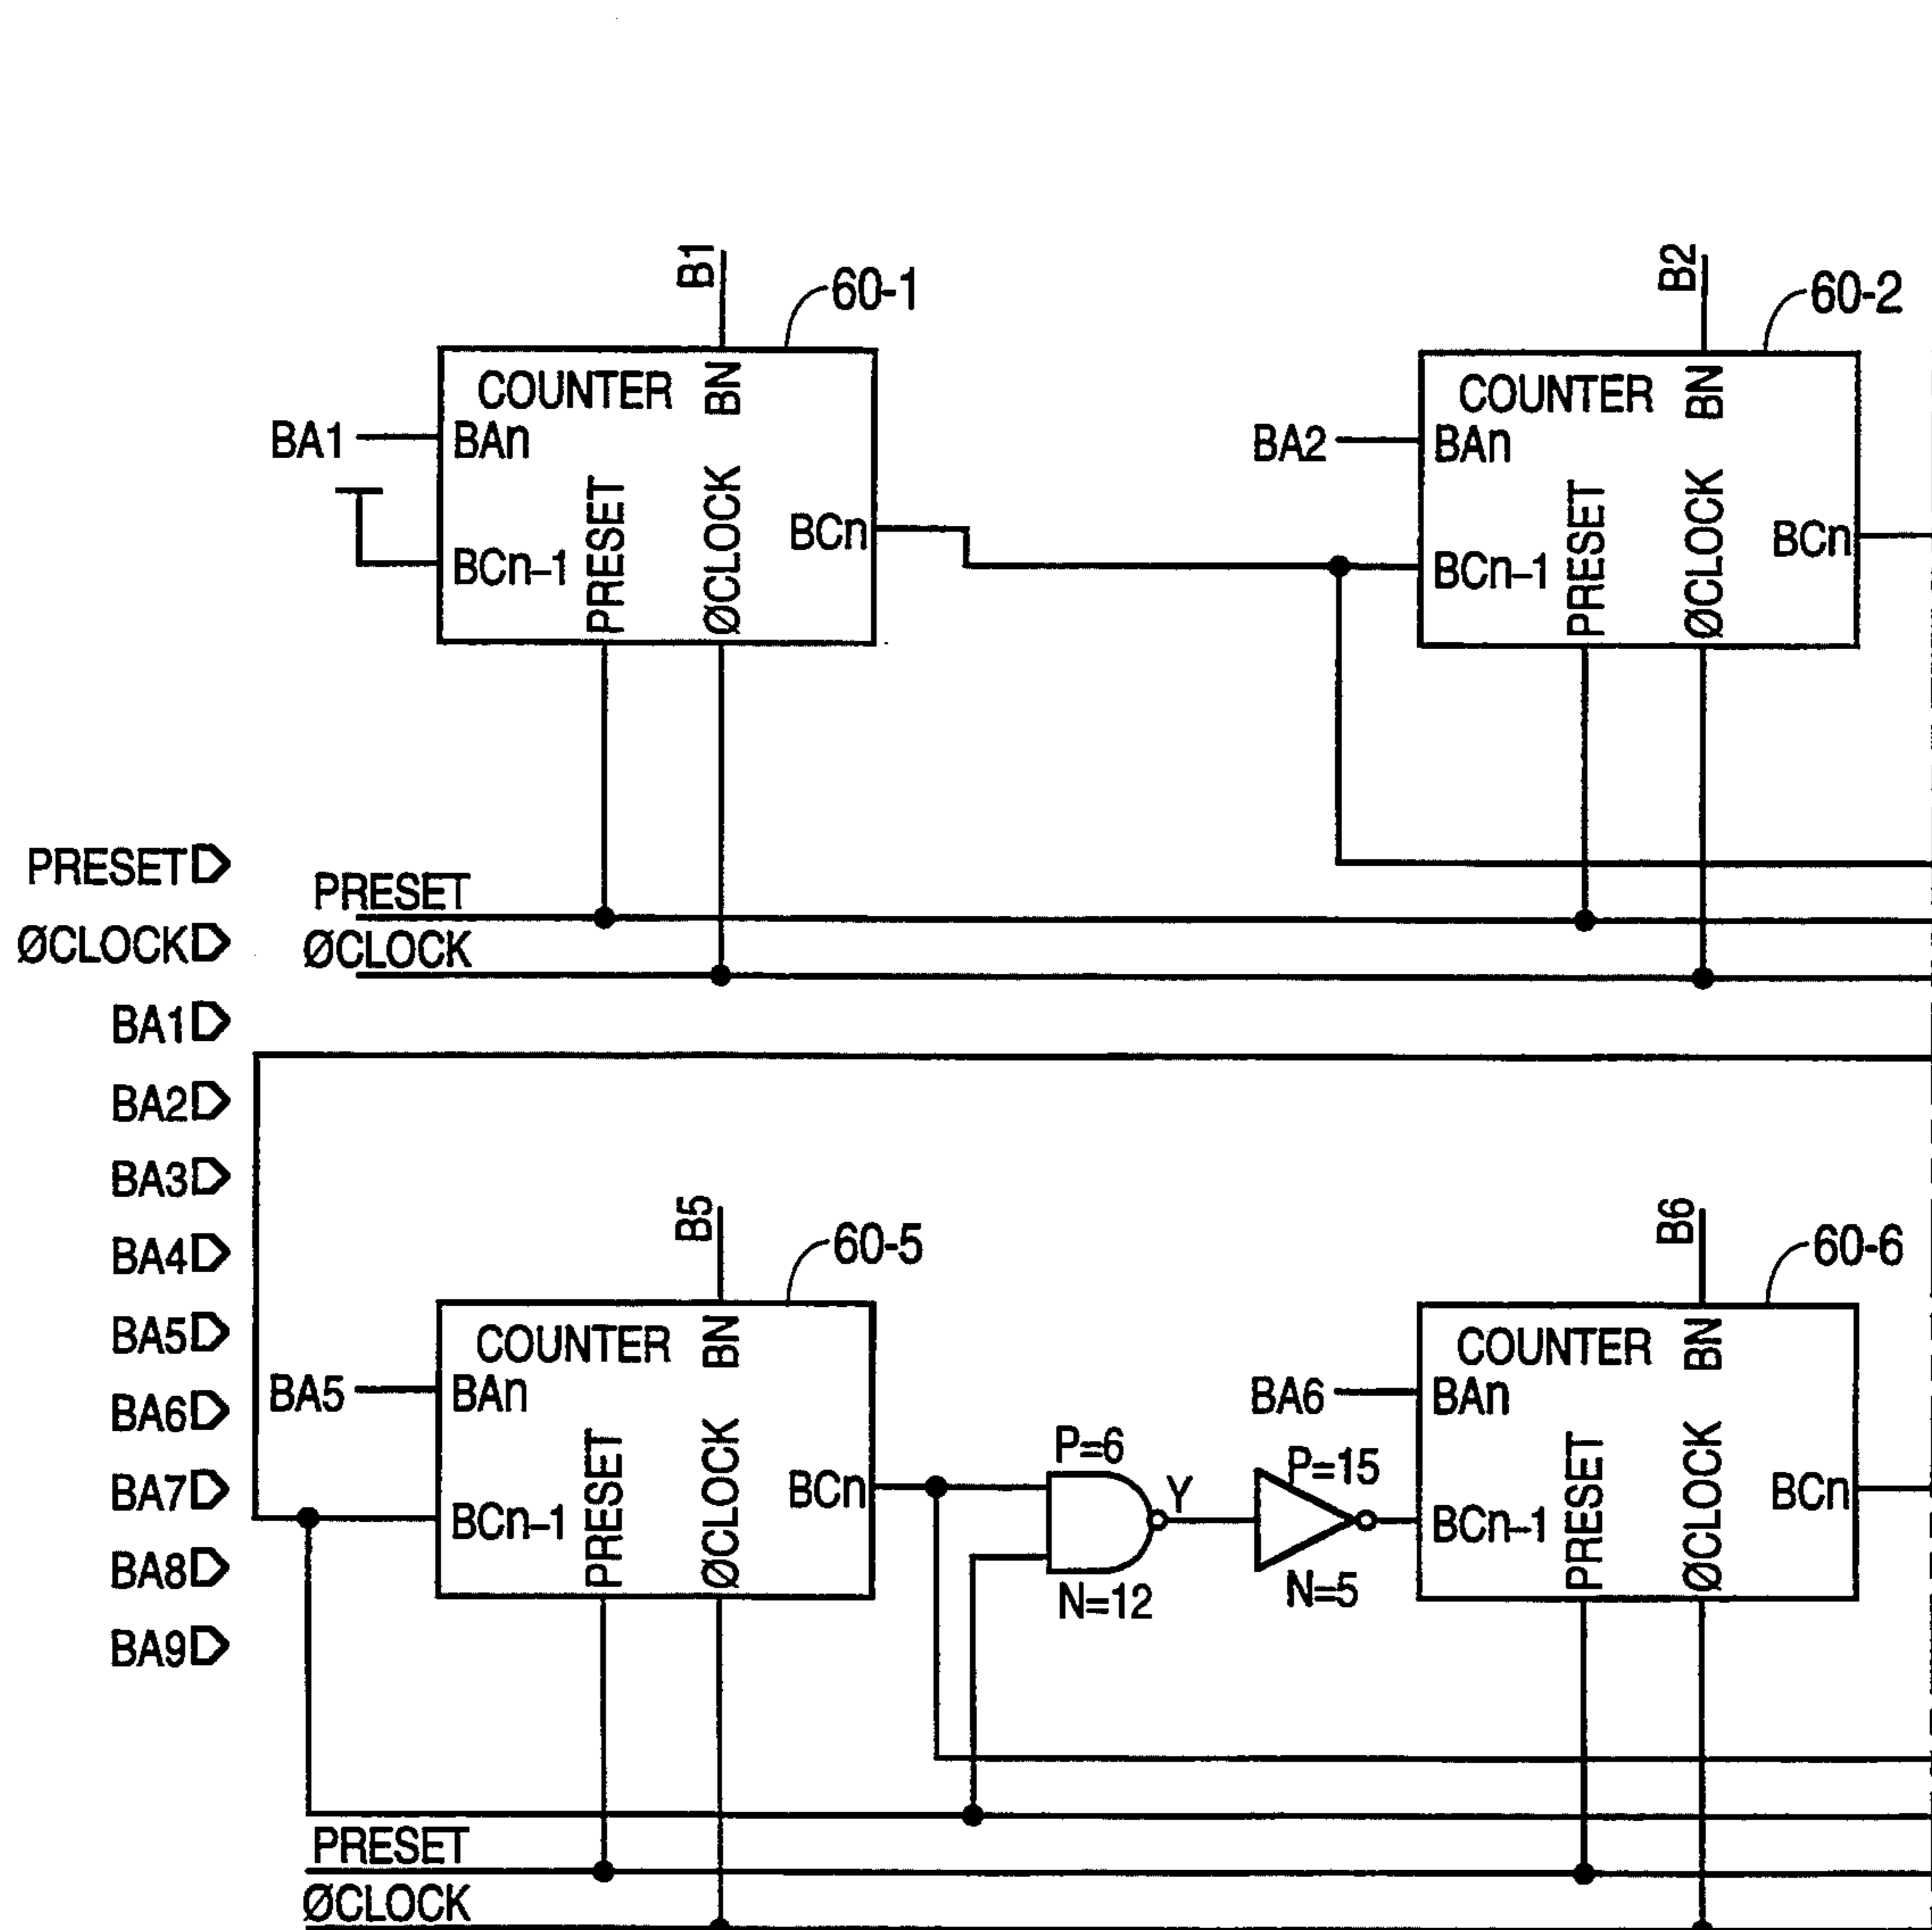 B1
60-1
COUNTER
BN
BA1
BAn
BCn-1
PRESET
ØCLOCK
BCn
B2
60-2
COUNTER
BN
BA2
BAn
BCn-1
PRESET
ØCLOCK
BCn
PRESET
ØCLOCK
BA1
BA2
BA3
BA4
BA5
BA6
BA7
BA8
BA9
PRESET
ØCLOCK
B5
60-5
COUNTER
BN
BA5
BAn
BCn-1
PRESET
ØCLOCK
BCn
P=6
Y
N=12
P=15
N=5
B6
60-6
COUNTER
BN
BA6
BAn
BCn-1
PRESET
ØCLOCK
BCn
PRESET
ØCLOCK